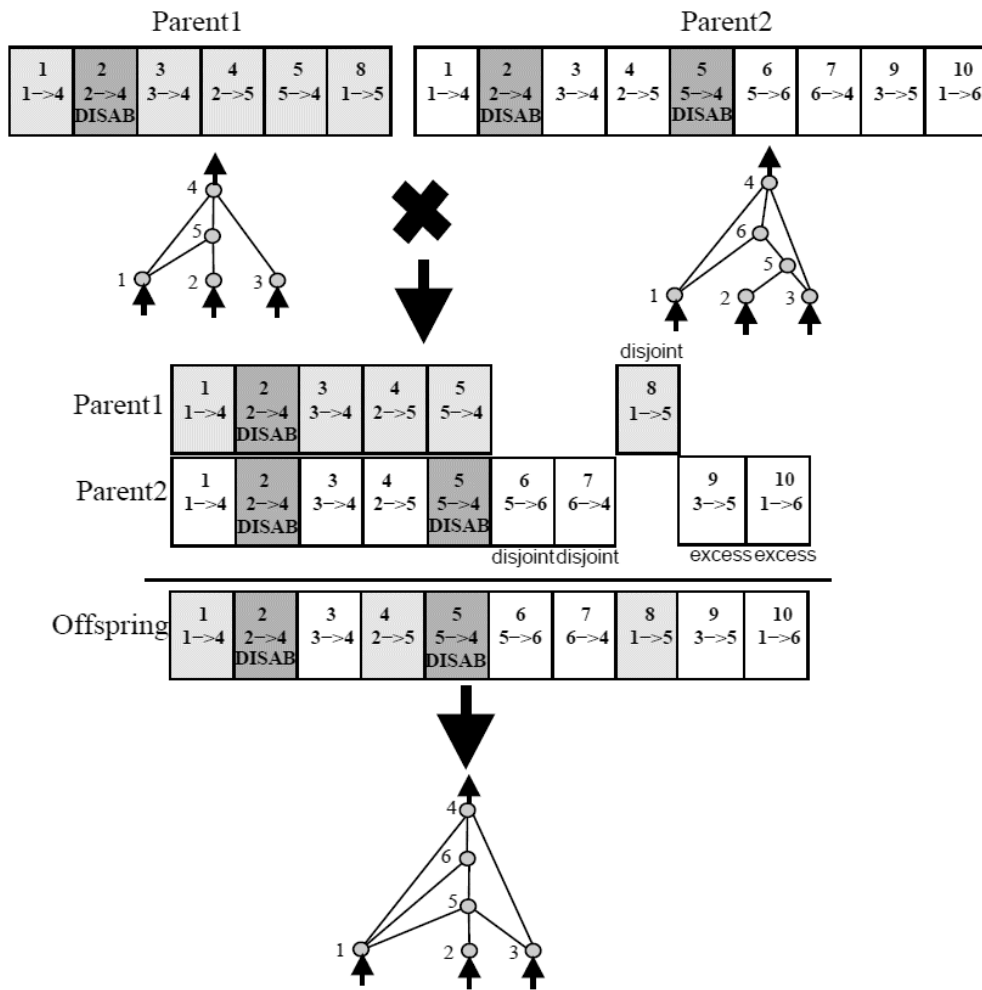 Parent1 Parent2
1 2 3 4 5 8 1 2 3 4 5 6 7 9 10
1->4 2->4 3->4 2->5 5->4 1->5 1->4 2->4 3->4 2->5 5->4 5->6 6->4 3->5 1->6
DISAB DISAB DISAB
4 4
5 6
5
1 2 3 1 2 3
disjoint
Parent1 1 2 3 4 5 8
1->4 2->4 3->4 2->5 5->4 1->5
DISAB
Parent2 1 2 3 4 5 6 7 9 10
1->4 2->4 3->4 2->5 5->4 5->6 6->4 3->5 1->6
DISAB DISAB
disjoint disjoint excess excess
Offspring 1 2 3 4 5 6 7 8 9 10
1->4 2->4 3->4 2->5 5->4 5->6 6->4 1->5 3->5 1->6
DISAB DISAB
4
6
5
1 2 3